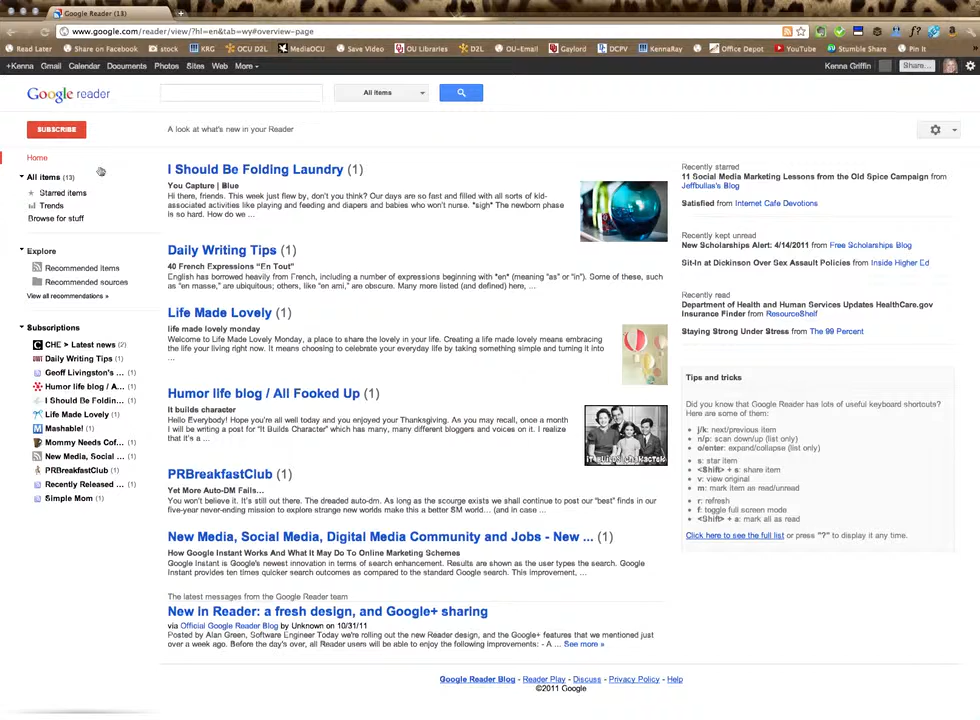 Google Reader (13)
www.google.com/reader/view/?hl=en&tab=wy#overview-page
Read Later Share on Facebook stock KRG OCU D2L MediaOCU Save Video OU Libraries D2L OU-Email Gaylord DCPV KennaRay Office Depot YouTube Stumble Share Pin It
+Kenna Gmail Calendar Documents Photos Sites Web More Kenna Griffin Share...
Google reader
All items
SUBSCRIBE
A look at what's new in your Reader
Home
All items (13)
Starred items
Trends
Browse for stuff
Explore
Recommended items
Recommended sources
View all recommendations »
Subscriptions
CHE > Latest news (2)
Daily Writing Tips (1)
Geoff Livingston's ... (1)
Humor life blog / A... (1)
I Should Be Foldin... (1)
Life Made Lovely (1)
Mashable! (1)
Mommy Needs Cof... (1)
New Media, Social ... (1)
PRBreakfastClub (1)
Recently Released ... (1)
Simple Mom (1)
I Should Be Folding Laundry (1)
You Capture | Blue
Hi there, friends. This week just flew by, don't you think? Our days are so fast and filled with all sorts of kid-
associated activities like playing and feeding and diapers and babies who won't nurse. *sigh* The newborn phase
is so hard. How do we ...
Daily Writing Tips (1)
40 French Expressions "En Tout"
English has borrowed heavily from French, including a number of expressions beginning with *en* (meaning "as" or "in"). Some of these, such
as "en masse," are ubiquitous; others, like "en ami," are obscure. Many more listed (and defined) here, ...
Life Made Lovely (1)
life made lovely monday
Welcome to Life Made Lovely Monday, a place to share the lovely in your life. Creating a life made lovely means embracing
the life your living right now. It means choosing to celebrate your everyday life by taking something simple and turning it into
...
Humor life blog / All Fooked Up (1)
It builds character
Hello Everybody! Hope you're all well today and you enjoyed your Thanksgiving. As you may recall, once a month
I will be writing a post for "It Builds Character" which has many, many different bloggers and voices on it. I realize
that it's a ...
it builds character
PRBreakfastClub (1)
Yet More Auto-DM Fails...
You won't believe it. It's still out there. The dreaded auto-dm. As long as the scourge exists we shall continue to post our "best" finds in our
five-year never-ending mission to explore strange new worlds make this a better SM world... (and in case ...
New Media, Social Media, Digital Media Community and Jobs - New ... (1)
How Google Instant Works And What It May Do To Online Marketing Schemes
Google Instant is Google's newest innovation in terms of search enhancement. Results are shown as the user types the search. Google
Instant provides ten times quicker search outcomes as compared to the standard Google search. This improvement, ...
The latest messages from the Google Reader team
New in Reader: a fresh design, and Google+ sharing
via Official Google Reader Blog by Unknown on 10/31/11
Posted by Alan Green, Software Engineer Today we're rolling out the new Reader design, and the Google+ features that we mentioned just
over a week ago. Before the day's over, all Reader users will be able to enjoy the following improvements: - A ... See more »
Recently starred
11 Social Media Marketing Lessons from the Old Spice Campaign from
Jeffbullas's Blog
Satisfied from Internet Cafe Devotions
Recently kept unread
New Scholarships Alert: 4/14/2011 from Free Scholarships Blog
Sit-In at Dickinson Over Sex Assault Policies from Inside Higher Ed
Recently read
Department of Health and Human Services Updates HealthCare.gov
Insurance Finder from ResourceShelf
Staying Strong Under Stress from The 99 Percent
Tips and tricks
Did you know that Google Reader has lots of useful keyboard shortcuts?
Here are some of them:
j/k: next/previous item
n/p: scan down/up (list only)
o/enter: expand/collapse (list only)
s: star item
<Shift> + s: share item
v: view original
m: mark item as read/unread
r: refresh
f: toggle full screen mode
<Shift> + a: mark all as read
Click here to see the full list or press "?" to display it any time.
Google Reader Blog - Reader Play - Discuss - Privacy Policy - Help
©2011 Google